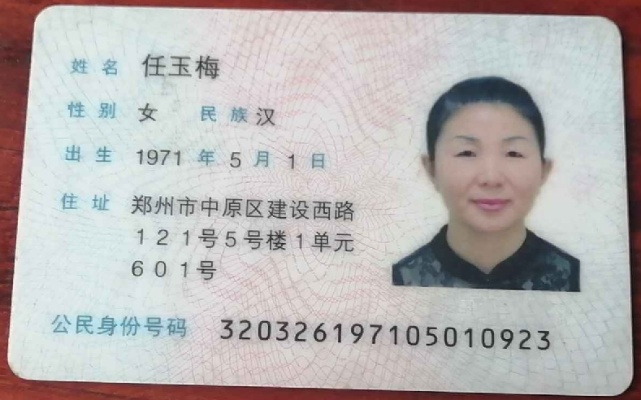 姓名 任玉梅
性别 女 民族 汉
出生 1971 年 5 月 1 日
住址 郑州市中原区建设西路
121号5号楼1单元
601号
公民身份号码 320326197105010923